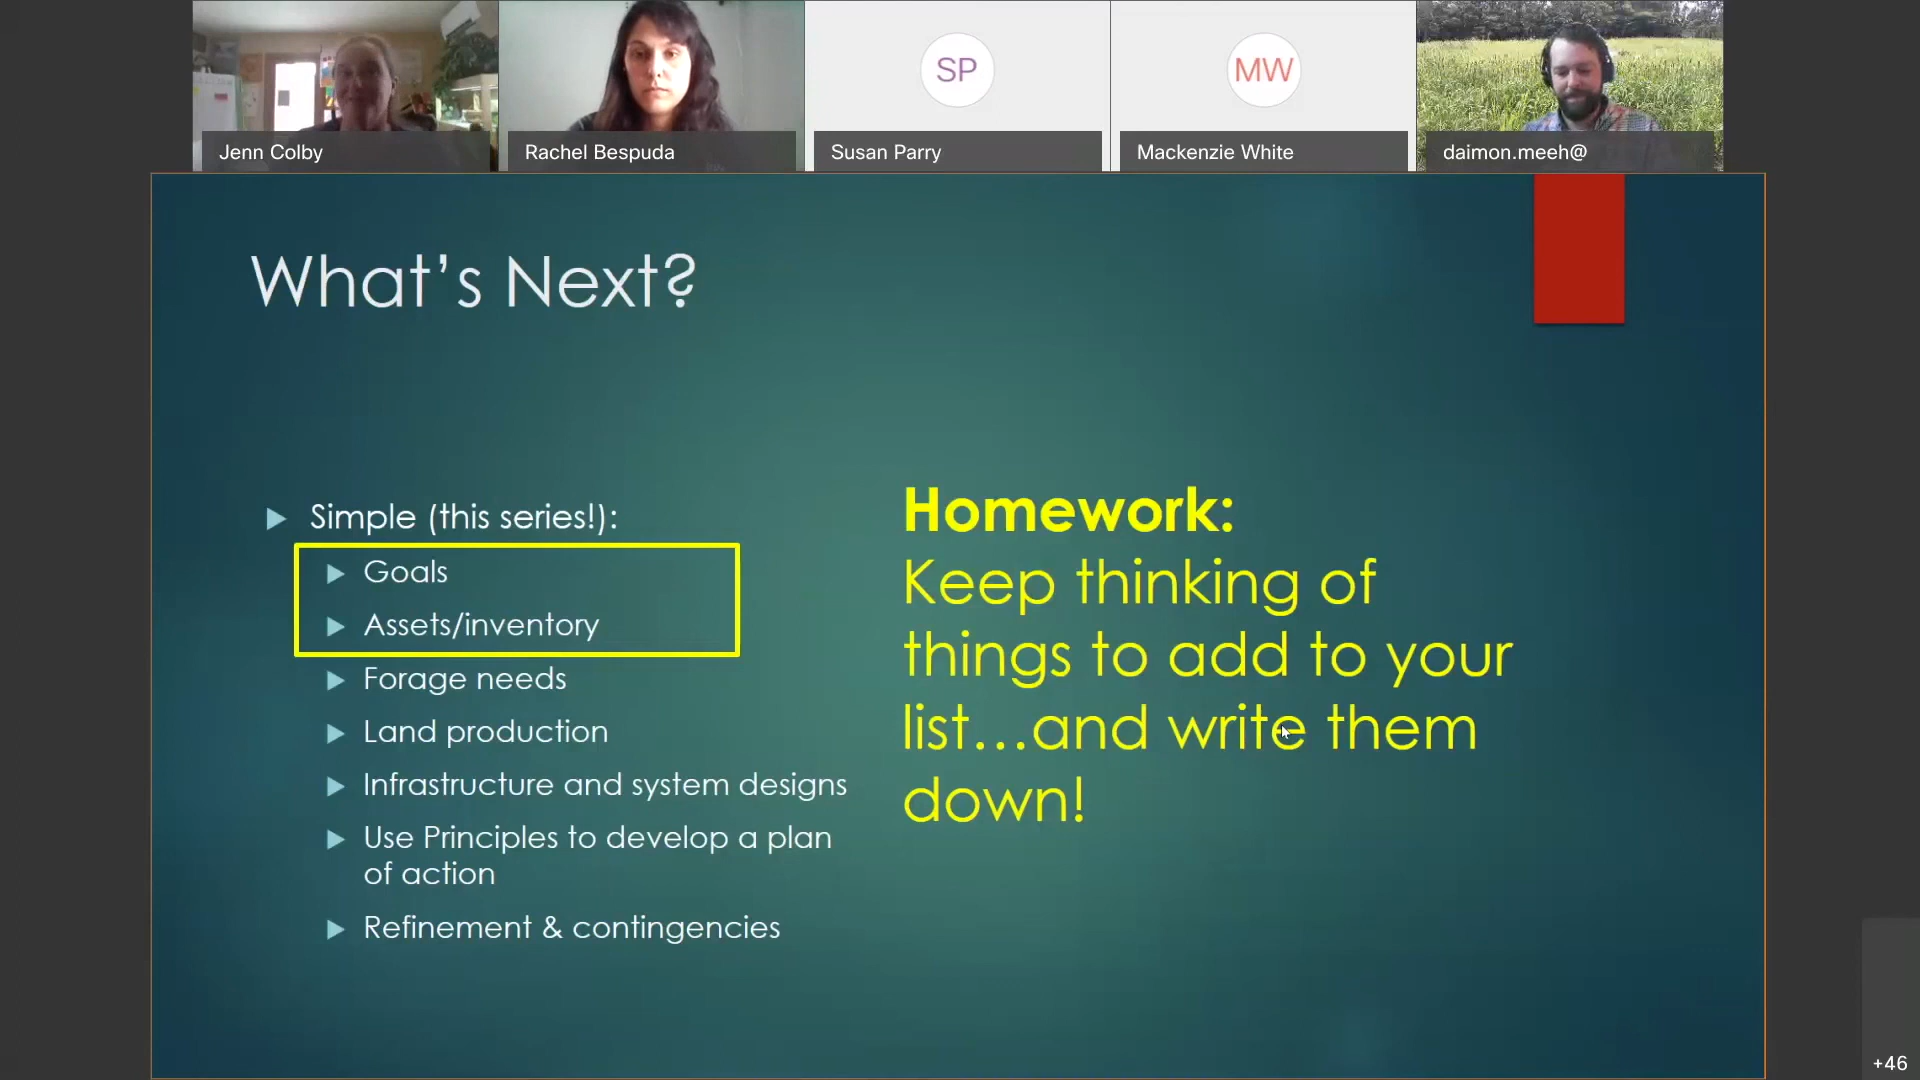 SP
MW
Jenn Colby
Rachel Bespuda
Susan Parry
Mackenzie White
daimon.meeh@
What's Next?
Simple (this series!):
Goals
Assets/inventory
Forage needs
Land production
Infrastructure and system designs
Use Principles to develop a plan
of action
Refinement & contingencies
Homework:
Keep thinking of
things to add to your
list...and write them
down!
+46